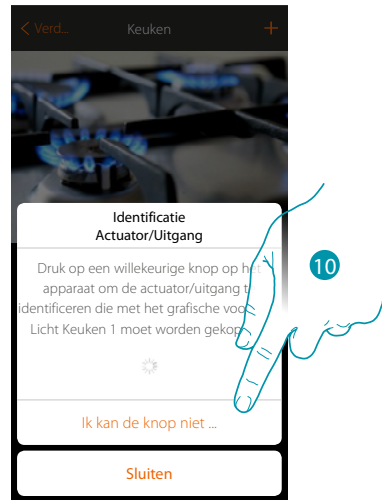 Verd...
Keuken
Identificatie
Actuator/Uitgang
Druk op een willekeurige knop op het
apparaat om de actuator/uitgang t
identificeren die met het grafische voo
Licht Keuken 1 moet worden gekop
10
Ik kan de knop niet ...
Sluiten